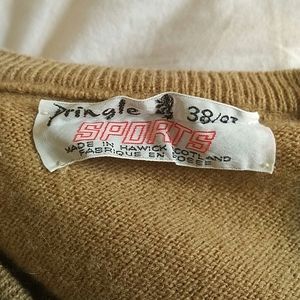 Pringle 38/97
SPORTS
MADE IN HAWICK SCOTLAND
FABRIQUE EN ECOSSE